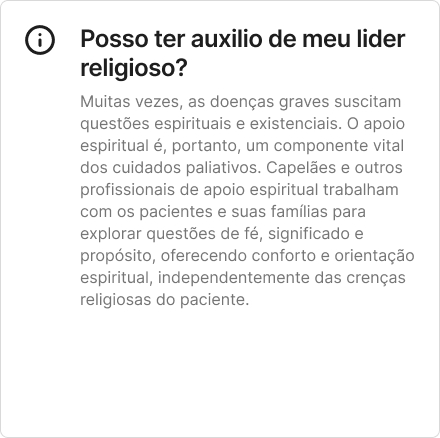 Posso ter auxilio de meu lider
religioso?
Muitas vezes, as doenças graves suscitam
questões espirituais e existenciais. O apoio
espiritual é, portanto, um componente vital
dos cuidados paliativos. Capelães e outros
profissionais de apoio espiritual trabalham
com os pacientes e suas famílias para
explorar questões de fé, significado e
propósito, oferecendo conforto e orientação
espiritual, independentemente das crenças
religiosas do paciente.